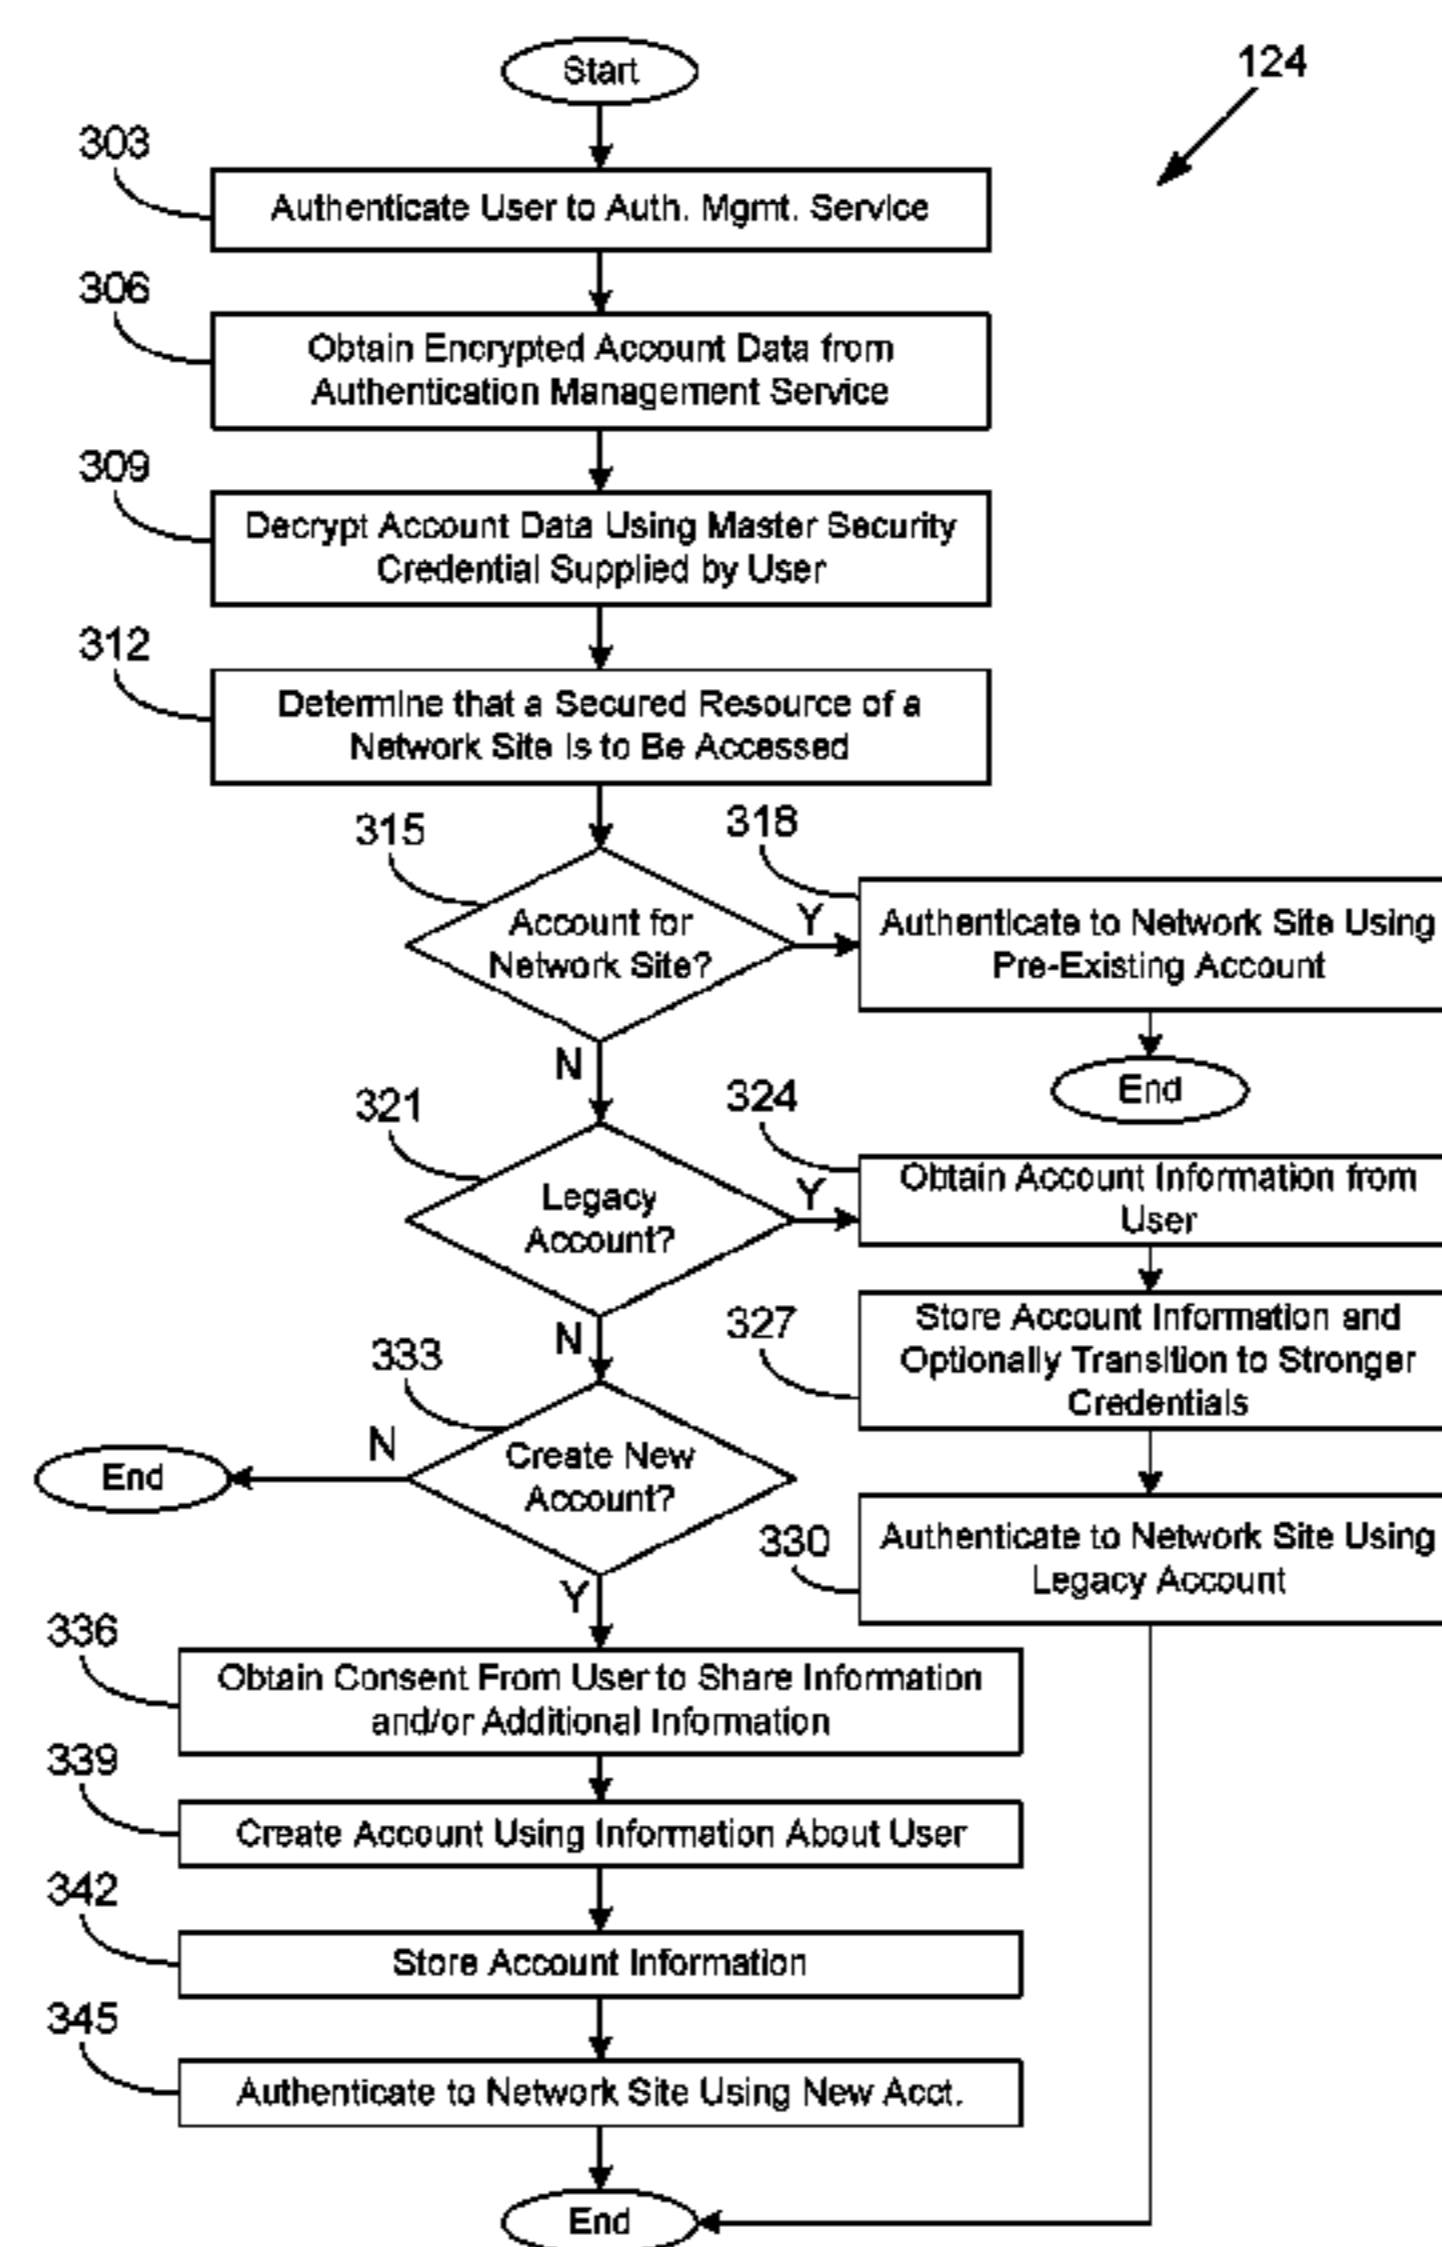 Start
124
303
Authenticate User to Auth. Mgmt. Service
306
Obtain Encrypted Account Data from
Authentication Management Service
309
Decrypt Account Data Using Master Security
Credential Supplied by User
312
Determine that a Secured Resource of a
Network Site Is to Be Accessed
315
Account for
Network Site?
Y
318
Authenticate to Network Site Using
Pre-Existing Account
End
N
321
Legacy
Account?
Y
324
Obtain Account Information from
User
327
Store Account Information and
Optionally Transition to Stronger
Credentials
330
Authenticate to Network Site Using
Legacy Account
N
333
Create New
Account?
N
End
Y
336
Obtain Consent From User to Share Information
and/or Additional Information
339
Create Account Using Information About User
342
Store Account Information
345
Authenticate to Network Site Using New Acct.
End